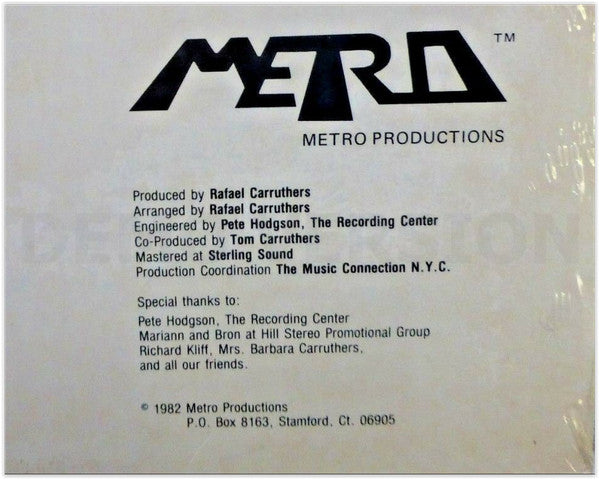 METRO™
METRO PRODUCTIONS
Produced by Rafael Carruthers
Arranged by Rafael Carruthers
Engineered by Pete Hodgson, The Recording Center
Co-Produced by Tom Carruthers
Mastered at Sterling Sound
Production Coordination The Music Connection N.Y.C.
Special thanks to:
Pete Hodgson, The Recording Center
Mariann and Bron at Hill Stereo Promotional Group
Richard Kliff, Mrs. Barbara Carruthers,
and all our friends.
© 1982 Metro Productions
P.O. Box 8163, Stamford, Ct. 06905